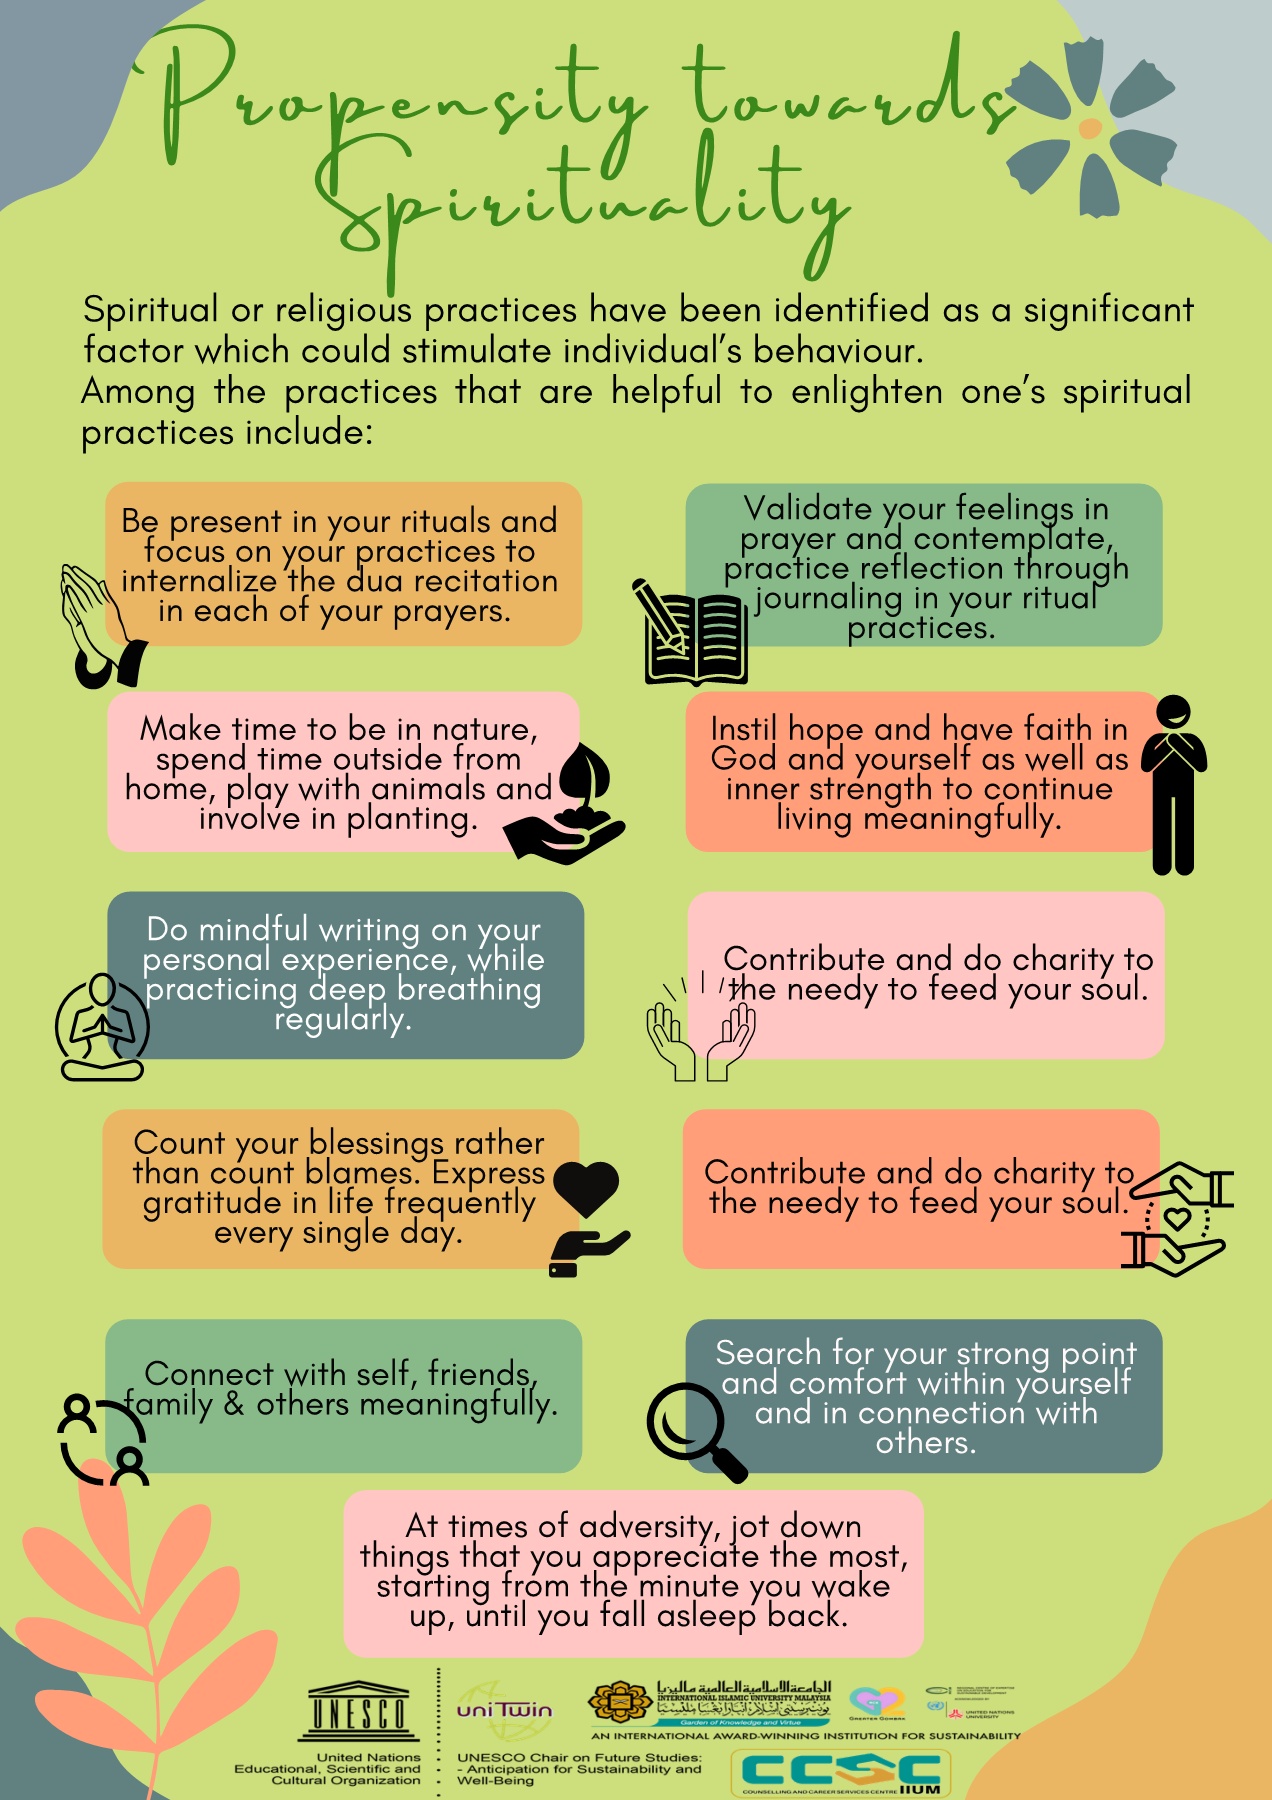 Propensity towards
Spirituality
Spiritual or religious practices have been identified as a significant
factor which could stimulate individual's behaviour.
Among the practices that are helpful to enlighten one's spiritual
practices include:
Be present in your rituals and
focus on your practices to
internalize the dua recitation
in each of your prayers.
Validate your feelings in
prayer and contemplate,
practice reflection through
journaling in your ritual
practices.
Make time to be in nature,
spend time outside from
home, play with animals and
involve in planting.
Instil hope and have faith in
God and yourself as well as
inner strength to continue
living meaningfully.
Do mindful writing on your
personal experience, while
practicing deep breathing
regularly.
Contribute and do charity to
the needy to feed your soul.
Count your blessings rather
than count blames. Express
gratitude in life frequently
every single day.
Contribute and do charity to
the needy to feed your soul.
Connect with self, friends,
family & others meaningfully.
Search for your strong point
and comfort within yourself
and in connection with
others.
At times of adversity, jot down
things that you appreciate the most,
starting from the minute you wake
up, until you fall asleep back.
UNESCO
United Nations
Educational, Scientific and
Cultural Organization
uniTwin
UNESCO Chair on Future Studies:
- Anticipation for Sustainability and
Well-Being
الجامعة الإسلامية العالمية ماليزيا
INTERNATIONAL ISLAMIC UNIVERSITY MALAYSIA
Garden of Knowledge and Virtue
GREATER GOMBAK
UNITED NATIONS
UNIVERSITY
AN INTERNATIONAL AWARD-WINNING INSTITUTION FOR SUSTAINABILITY
CCSC
COUNSELLING AND CAREER SERVICES CENTRE IIUM